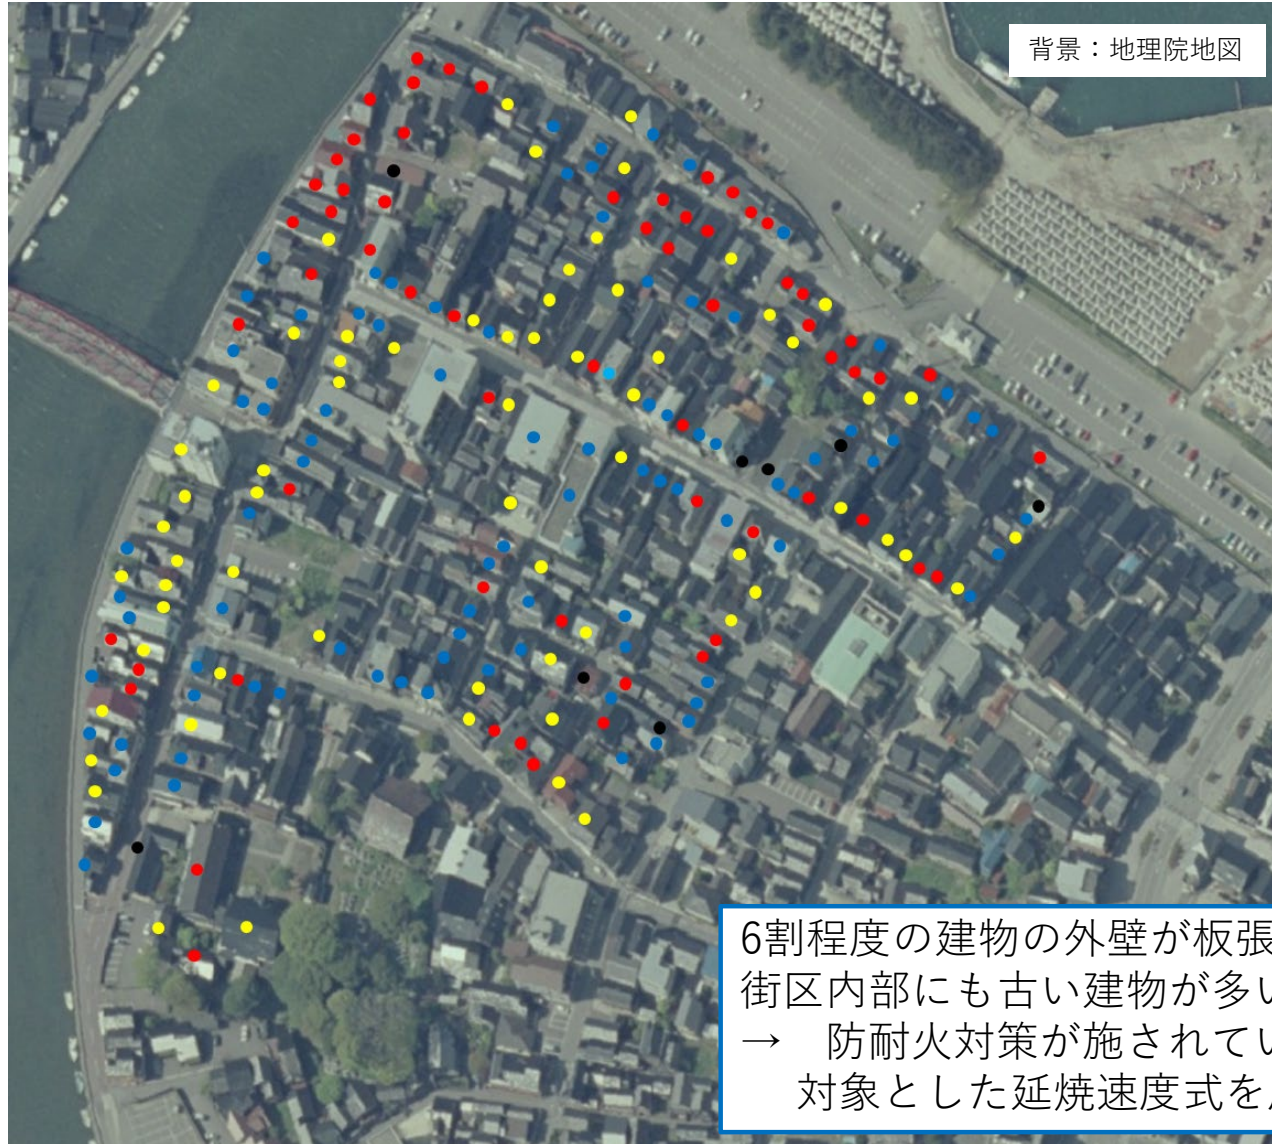 背景：地理院地図
6割程度の建物の外壁が板張
街区内部にも古い建物が多い
→　防耐火対策が施されてい
対象とした延焼速度式を